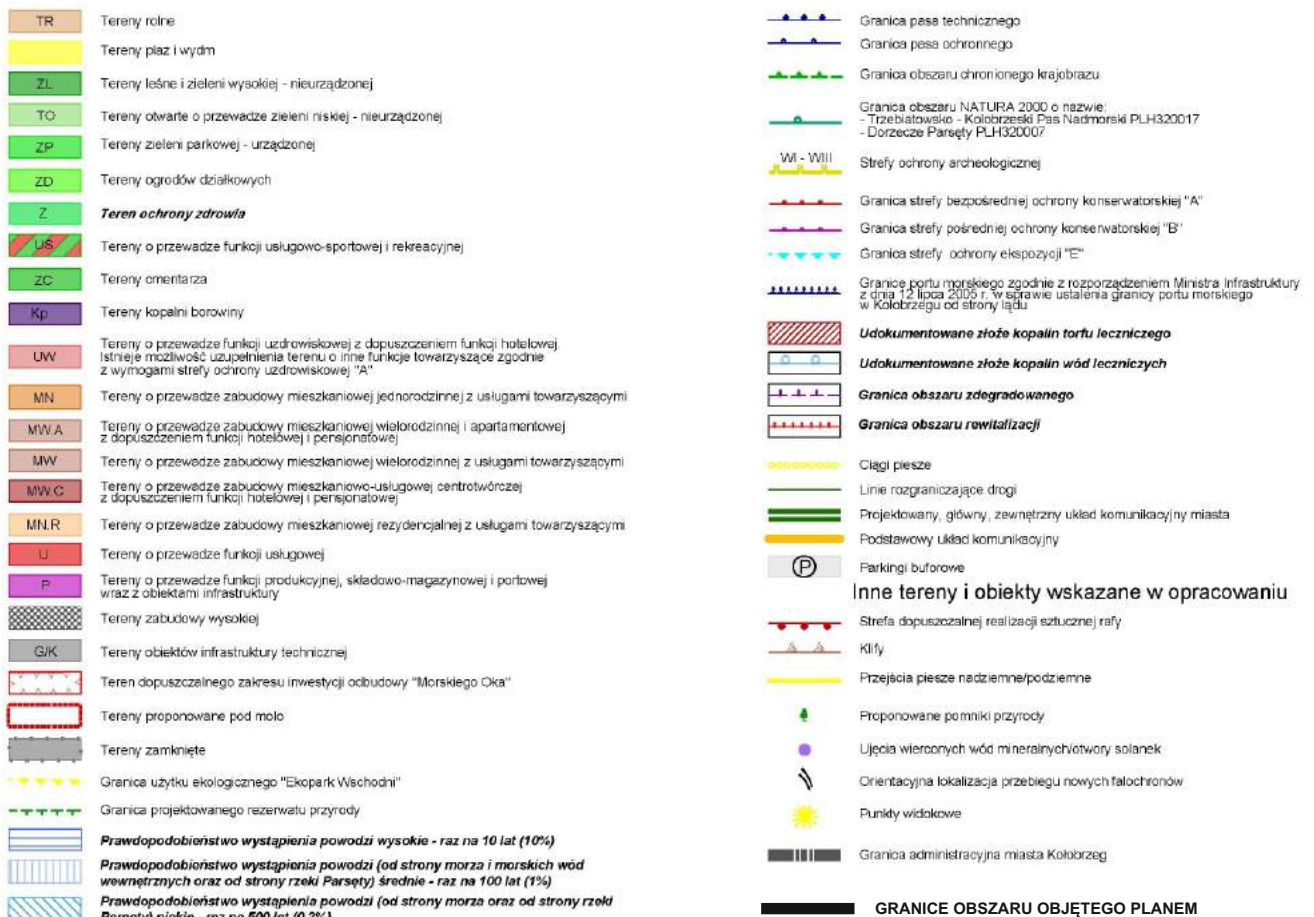 TR Tereny rolne
Tereny plaz i wydm
ZL Tereny leśne i zieleni wysokiej - nieurządzonej
TO Tereny otwarte o przewadze zieleni niskiej - nieurządzonej
ZP Tereny zieleni parkowej - urządzonej
ZD Tereny ogrodów działkowych
Z Teren ochrony zdrowia
US Tereny o przewadze funkcji usługowo-sportowej i rekreacyjnej
ZC Tereny cmentarza
Kp Tereny kopalni borowiny
UW Tereny o przewadze funkcji uzdrowiskowej z dopuszczeniem funkcji hotelowej.
Istnieje możliwość uzupełnienia terenu o inne funkcje towarzyszące zgodnie
z wymogami strefy ochrony uzdrowiskowej "A"
MN Tereny o przewadze zabudowy mieszkaniowej jednorodzinnej z usługami towarzyszącymi
MW.A Tereny o przewadze zabudowy mieszkaniowej wielorodzinnej i apartamentowej
z dopuszczeniem funkcji hotelowej i pensjonatowej
MW Tereny o przewadze zabudowy mieszkaniowej wielorodzinnej z usługami towarzyszącymi
MW.C Tereny o przewadze zabudowy mieszkaniowo-usługowej centrotwórczej
z dopuszczeniem funkcji hotelowej i pensjonatowej
MN.R Tereny o przewadze zabudowy mieszkaniowej rezydencjalnej z usługami towarzyszącymi
U Tereny o przewadze funkcji usługowej
P Tereny o przewadze funkcji produkcyjnej, składowo-magazynowej i portowej
wraz z obiektami infrastruktury
Tereny zabudowy wysokiej
G/K Tereny obiektów infrastruktury technicznej
Teren dopuszczalnego zakresu inwestycji odbudowy "Morskiego Oka"
Tereny proponowane pod molo
Tereny zamknięte
Granica użytku ekologicznego "Ekopark Wschodni"
Granica projektowanego rezerwatu przyrody
Prawdopodobieństwo wystąpienia powodzi wysokie - raz na 10 lat (10%)
Prawdopodobieństwo wystąpienia powodzi (od strony morza i morskich wód
wewnętrznych oraz od strony rzeki Parsęty) średnie - raz na 100 lat (1%)
Prawdopodobieństwo wystąpienia powodzi (od strony morza oraz od strony rzeki
Parsęty) niskie - raz na 500 lat (0,2%)
Granica pasa technicznego
Granica pasa ochronnego
Granica obszaru chronionego krajobrazu
Granica obszaru NATURA 2000 o nazwie:
- Trzebiatowsko - Kołobrzeski Pas Nadmorski PLH320017
- Dorzecze Parsęty PLH320007
WI - WIII Strefy ochrony archeologicznej
Granica strefy bezpośredniej ochrony konserwatorskiej "A"
Granica strefy pośredniej ochrony konserwatorskiej "B"
Granica strefy ochrony ekspozycji "E"
Granice portu morskiego zgodnie z rozporządzeniem Ministra Infrastruktury
z dnia 12 lipca 2005 r. w sprawie ustalenia granicy portu morskiego
w Kołobrzegu od strony lądu
Udokumentowane złoże kopalin torfu leczniczego
Udokumentowane złoże kopalin wód leczniczych
Granica obszaru zdegradowanego
Granica obszaru rewitalizacji
Ciągi piesze
Linie rozgraniczające drogi
Projektowany, główny, zewnętrzny układ komunikacyjny miasta
Podstawowy układ komunikacyjny
P Parkingi buforowe
Inne tereny i obiekty wskazane w opracowaniu
Strefa dopuszczalnej realizacji sztucznej rafy
Klify
Przejścia piesze nadziemne/podziemne
Proponowane pomniki przyrody
Ujęcia wierconych wód mineralnych/otwory solanek
Orientacyjna lokalizacja przebiegu nowych falochronów
Punkty widokowe
Granica administracyjna miasta Kołobrzeg
GRANICE OBSZARU OBJĘTEGO PLANEM